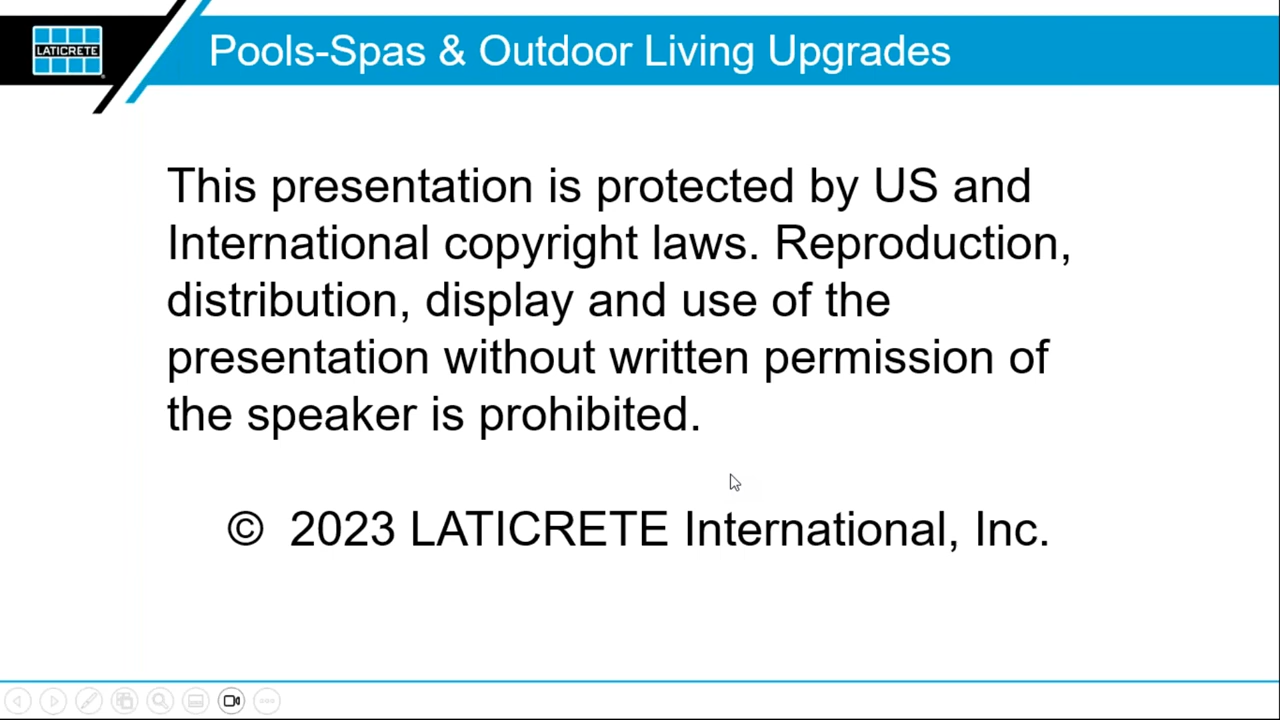 LATICRETE
Pools-Spas & Outdoor Living Upgrades
This presentation is protected by US and
International copyright laws. Reproduction,
distribution, display and use of the
presentation without written permission of
the speaker is prohibited.
© 2023 LATICRETE International, Inc.